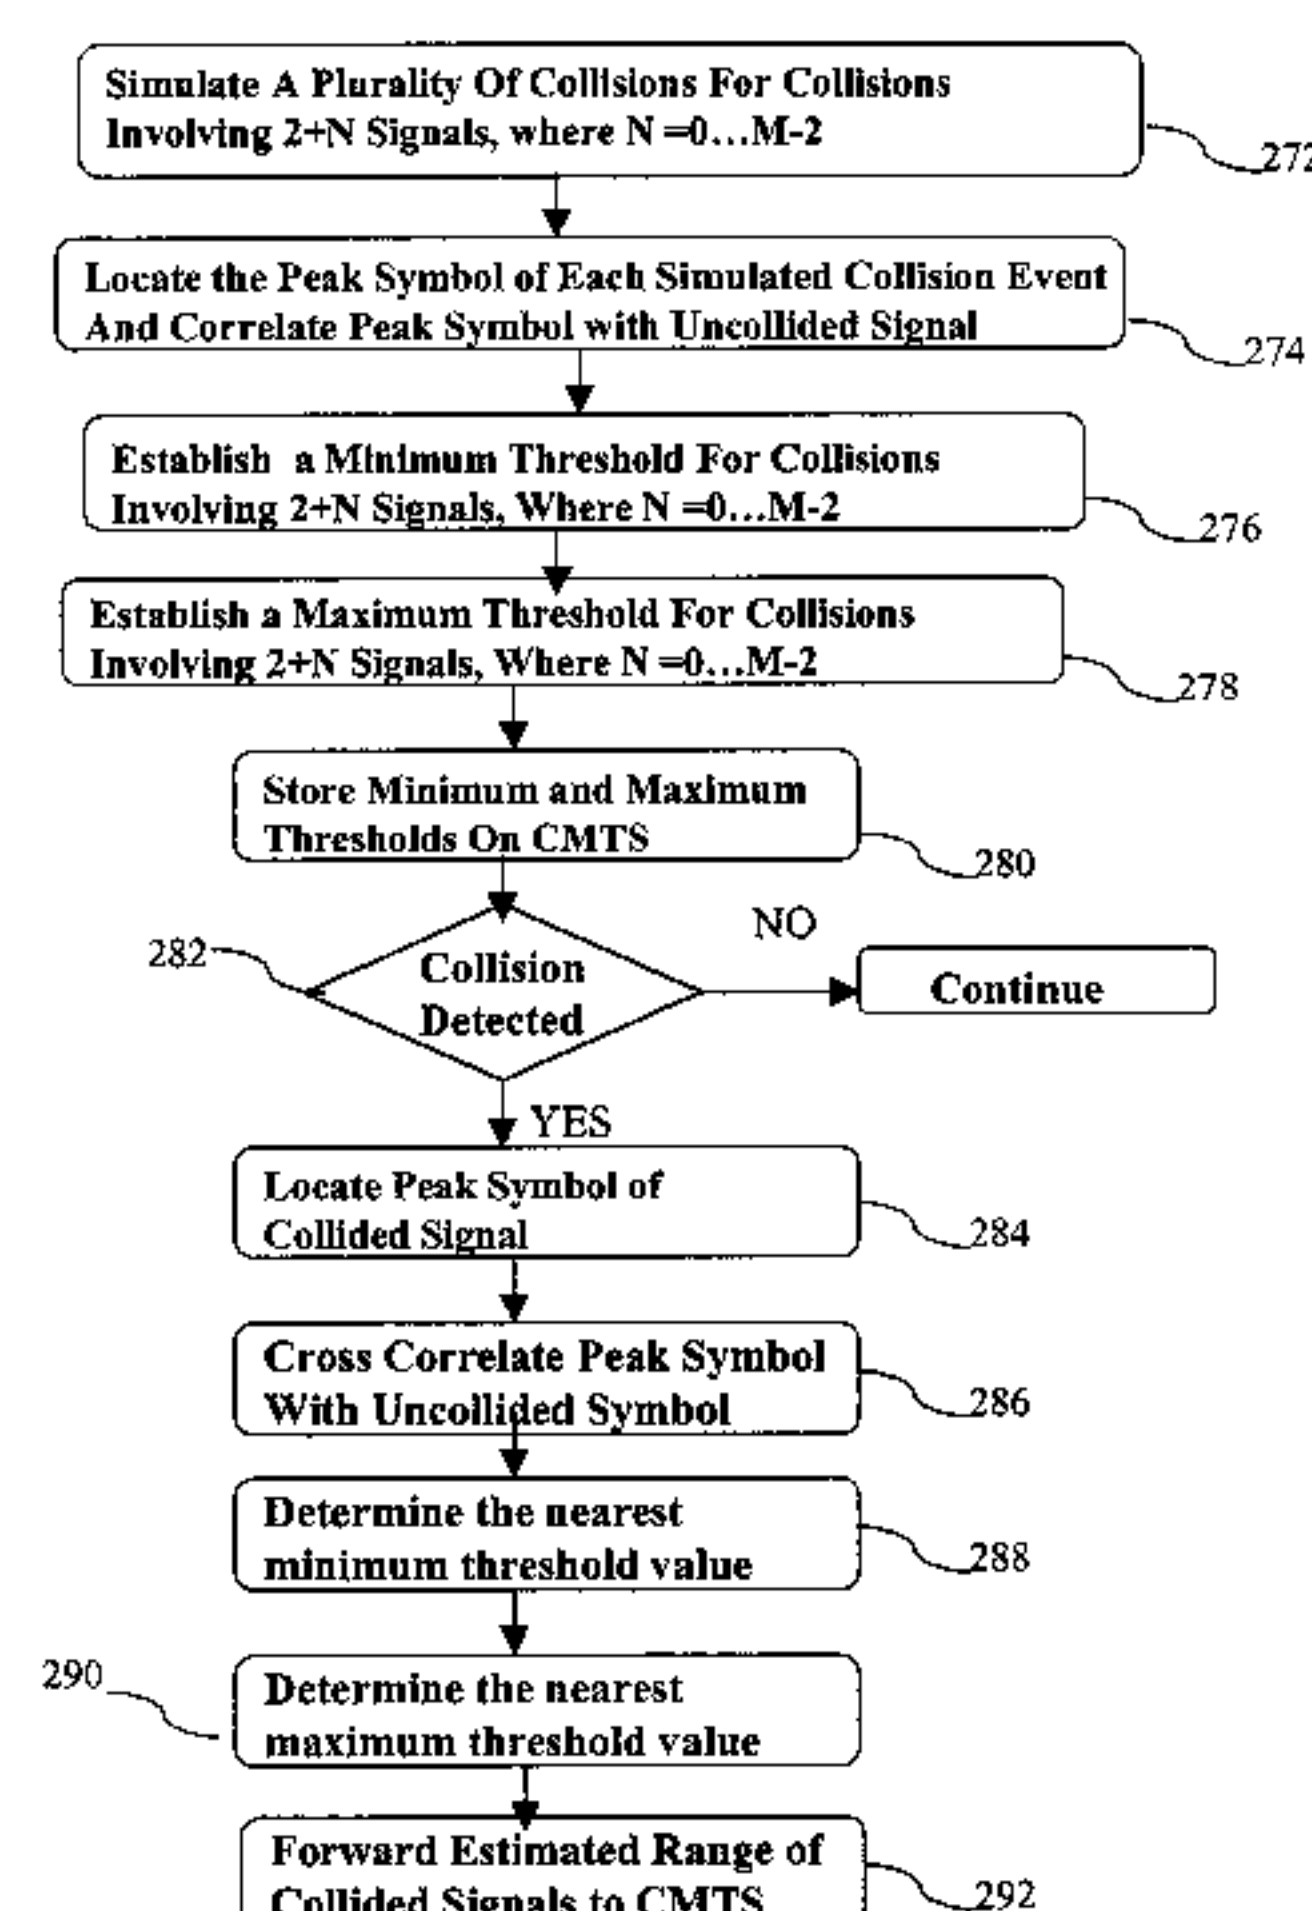 Simulate A Plurality Of Collisions For Collisions
Involving 2+N Signals, where N =0...M-2
272
Locate the Peak Symbol of Each Simulated Collision Event
And Correlate Peak Symbol with Uncollided Signal
274
Establish a Minimum Threshold For Collisions
Involving 2+N Signals, Where N =0...M-2
276
Establish a Maximum Threshold For Collisions
Involving 2+N Signals, Where N =0...M-2
278
Store Minimum and Maximum
Thresholds On CMTS
280
282
Collision
Detected
NO
Continue
YES
Locate Peak Symbol of
Collided Signal
284
Cross Correlate Peak Symbol
With Uncollided Symbol
286
Determine the nearest
minimum threshold value
288
290
Determine the nearest
maximum threshold value
Forward Estimated Range of
Collided Signals to CMTS
292